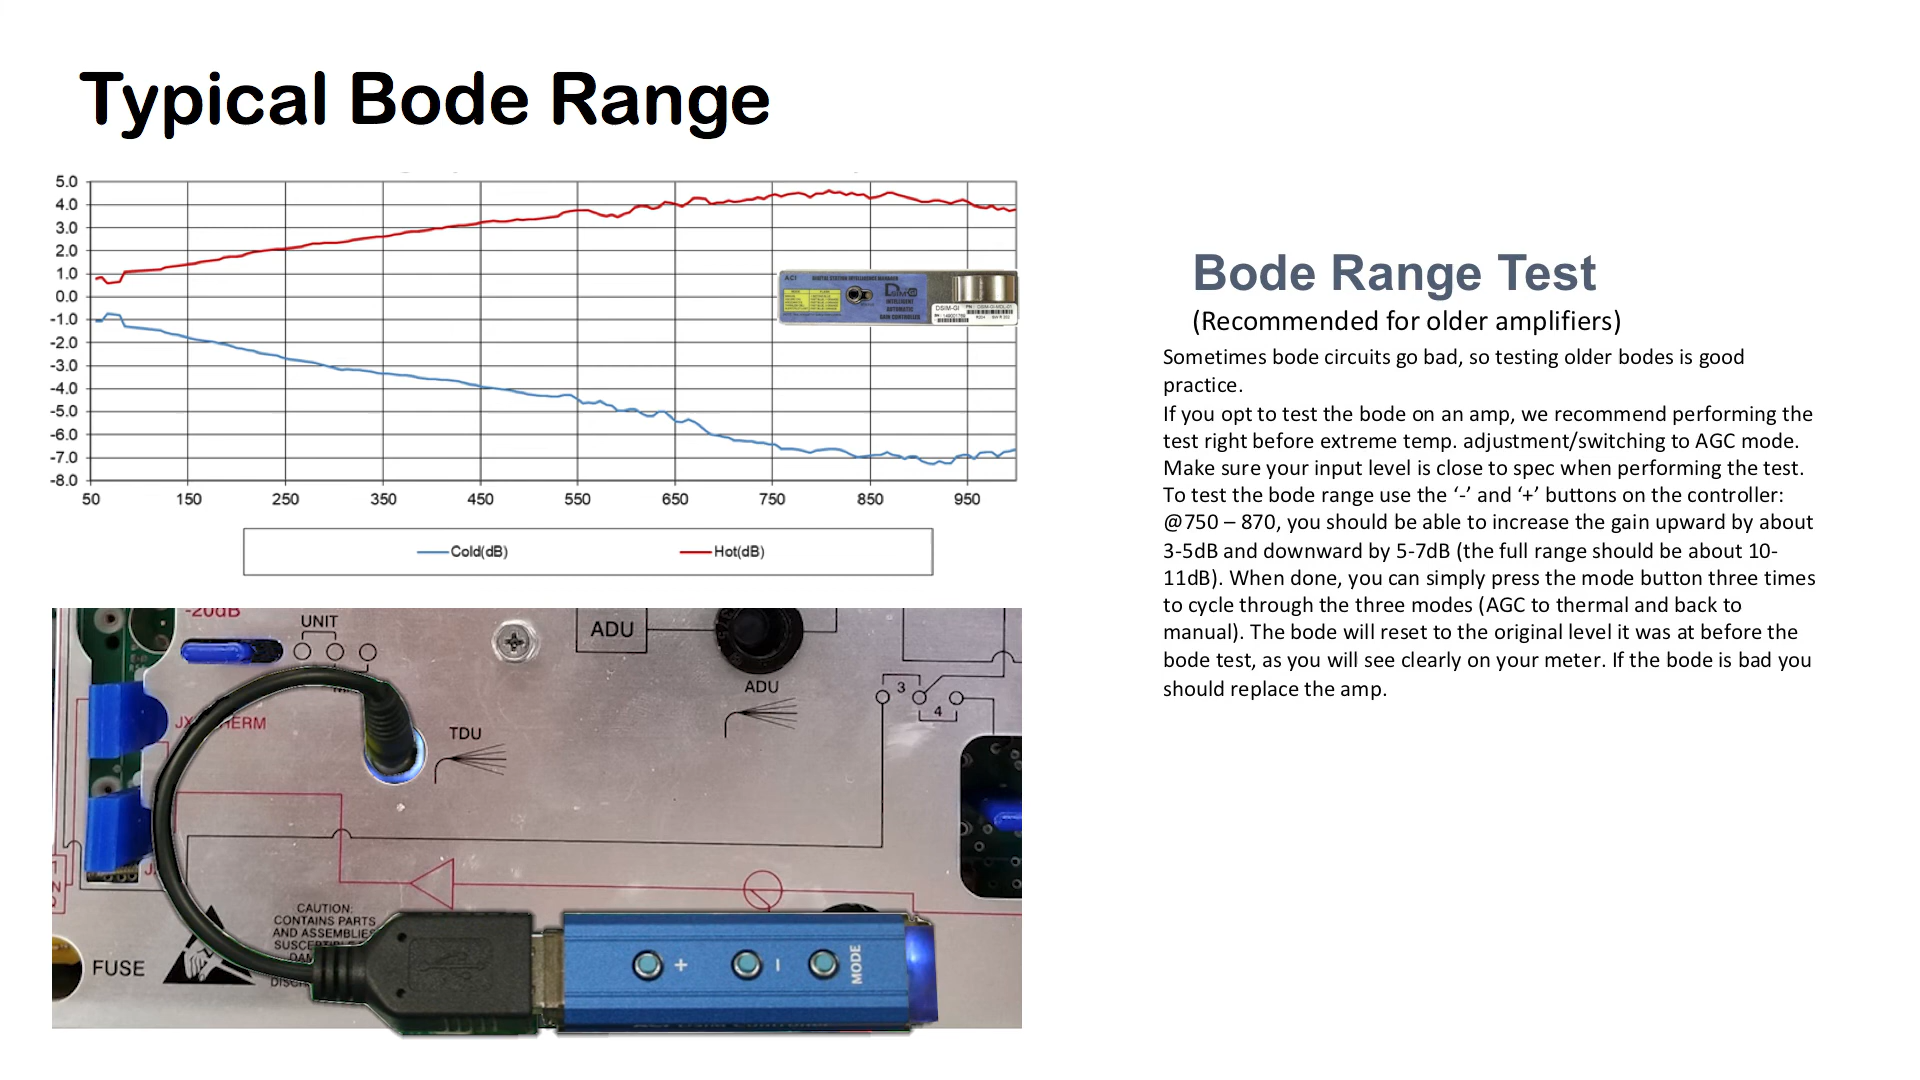 Typical Bode Range
5.0
4.0
3.0
2.0
1.0
0.0
-1.0
-2.0
-3.0
-4.0
-5.0
-6.0
-7.0
-8.0
50 150 250 350 450 550 650 750 850 950
ACI DIGITAL STATION INTELLIGENCE MANAGER
INTELLIGENT
AUTOMATIC
GAIN CONTROLLER
DSIM-GI
Cold(dB) Hot(dB)
Bode Range Test
(Recommended for older amplifiers)
Sometimes bode circuits go bad, so testing older bodes is good
practice.
If you opt to test the bode on an amp, we recommend performing the
test right before extreme temp. adjustment/switching to AGC mode.
Make sure your input level is close to spec when performing the test.
To test the bode range use the ‘-’ and ‘+’ buttons on the controller:
@750 – 870, you should be able to increase the gain upward by about
3-5dB and downward by 5-7dB (the full range should be about 10-
11dB). When done, you can simply press the mode button three times
to cycle through the three modes (AGC to thermal and back to
manual). The bode will reset to the original level it was at before the
bode test, as you will see clearly on your meter. If the bode is bad you
should replace the amp.
-20dB
UNIT
ADU
ADU
3
4
TDU
CAUTION:
CONTAINS PARTS
AND ASSEMBLIES
FUSE
+ − MODE